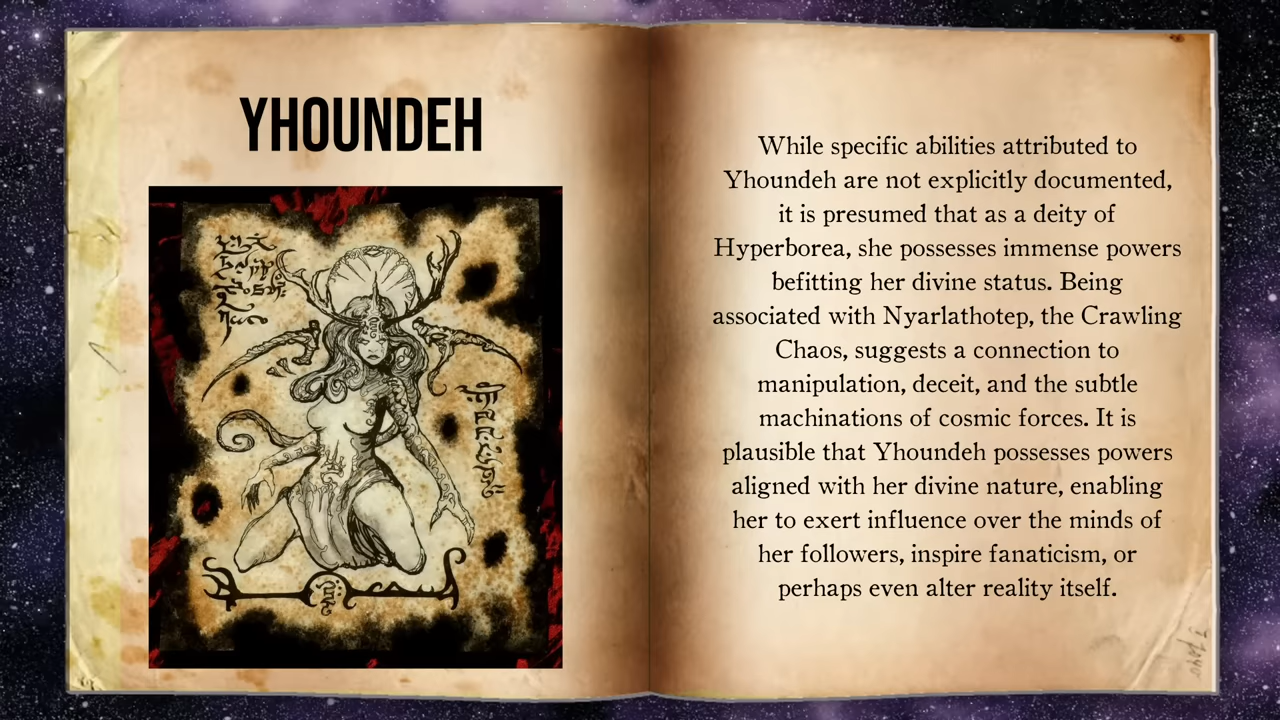 YHOUNDEH
While specific abilities attributed to
Yhoundeh are not explicitly documented,
it is presumed that as a deity of
Hyperborea, she possesses immense powers
befitting her divine status. Being
associated with Nyarlathotep, the Crawling
Chaos, suggests a connection to
manipulation, deceit, and the subtle
machinations of cosmic forces. It is
plausible that Yhoundeh possesses powers
aligned with her divine nature, enabling
her to exert influence over the minds of
her followers, inspire fanaticism, or
perhaps even alter reality itself.